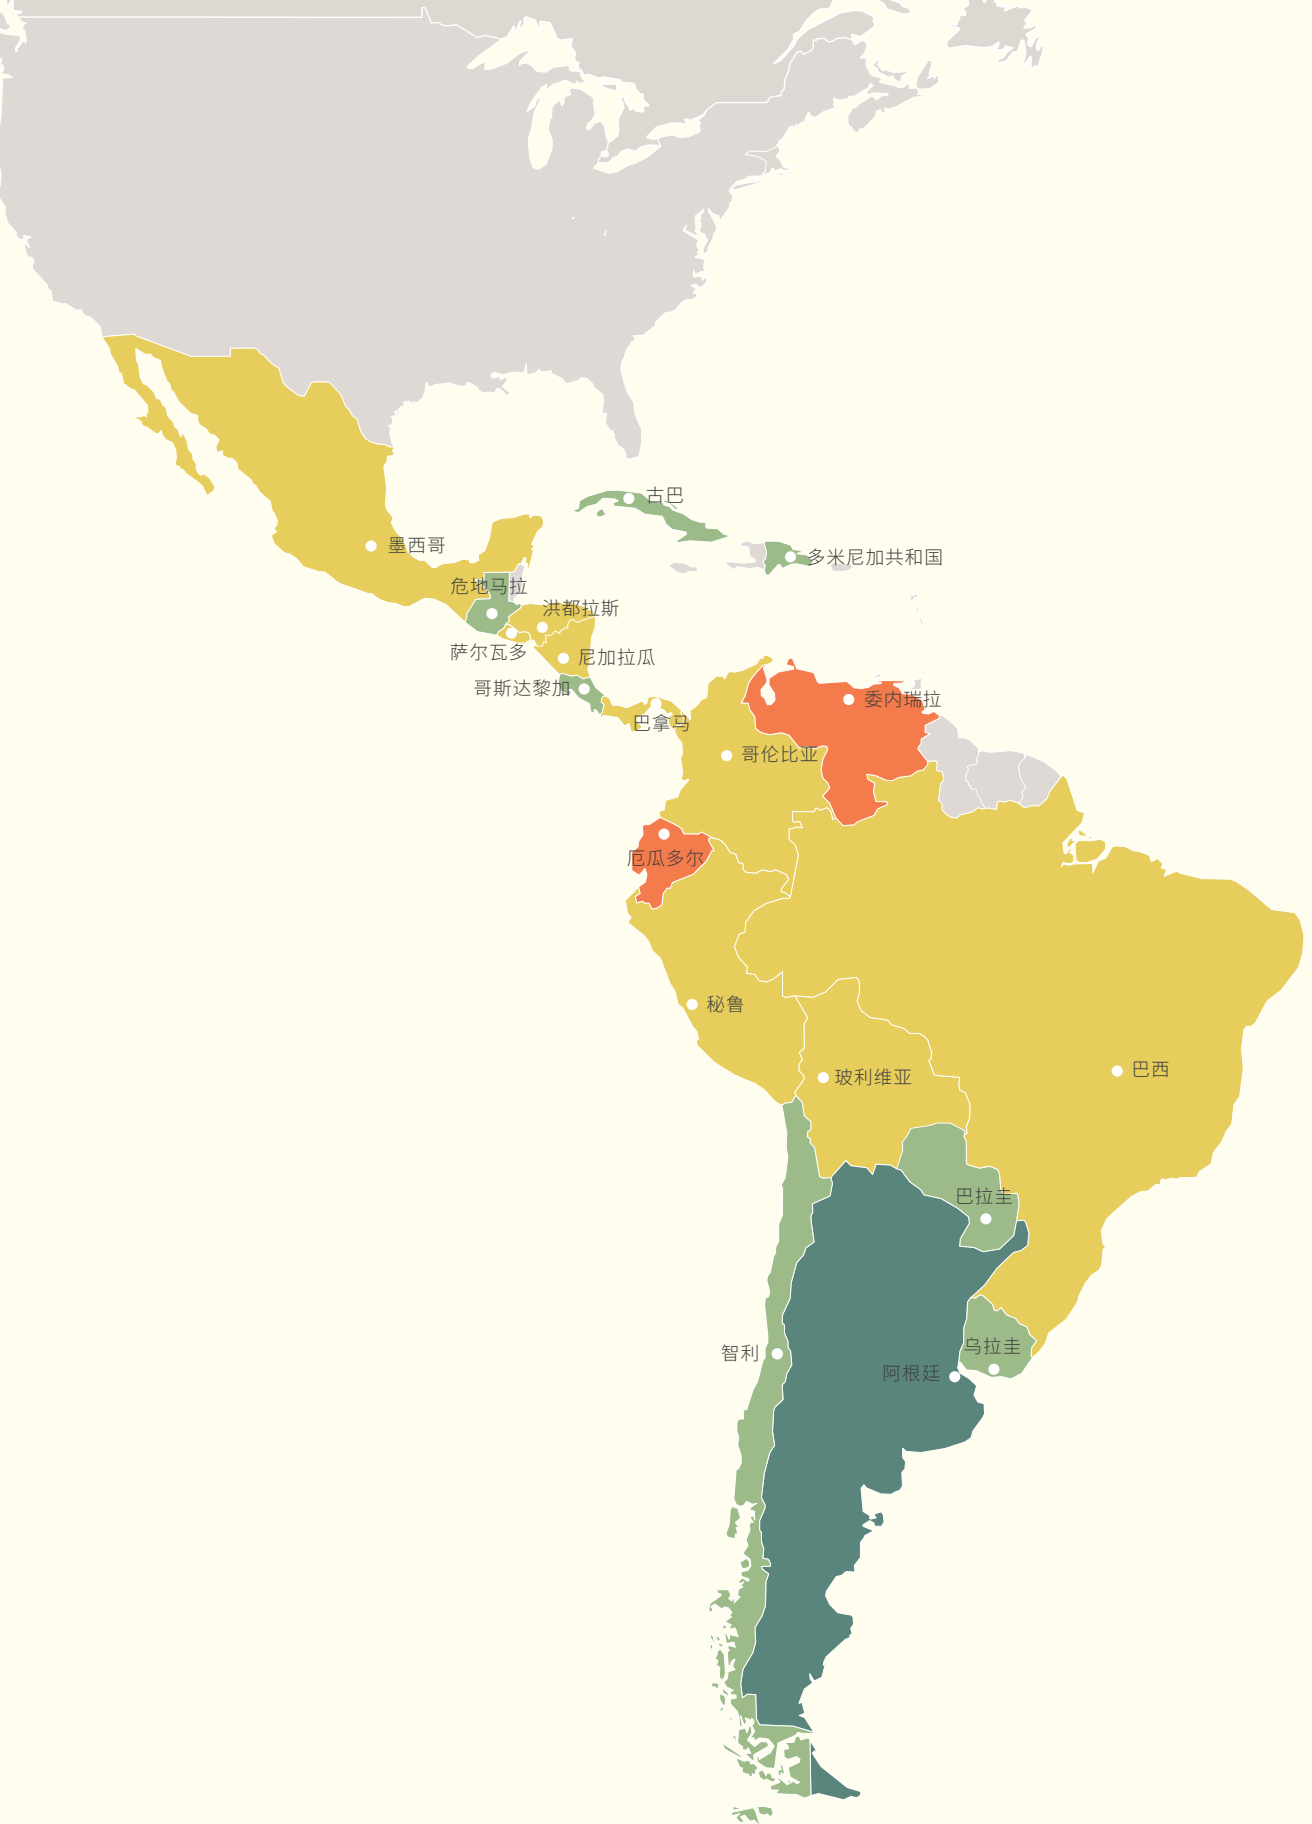 古巴
墨西哥
多米尼加共和国
危地马拉
洪都拉斯
萨尔瓦多
尼加拉瓜
哥斯达黎加
委内瑞拉
巴拿马
哥伦比亚
厄瓜多尔
秘鲁
巴西
玻利维亚
巴拉圭
乌拉圭
智利
阿根廷